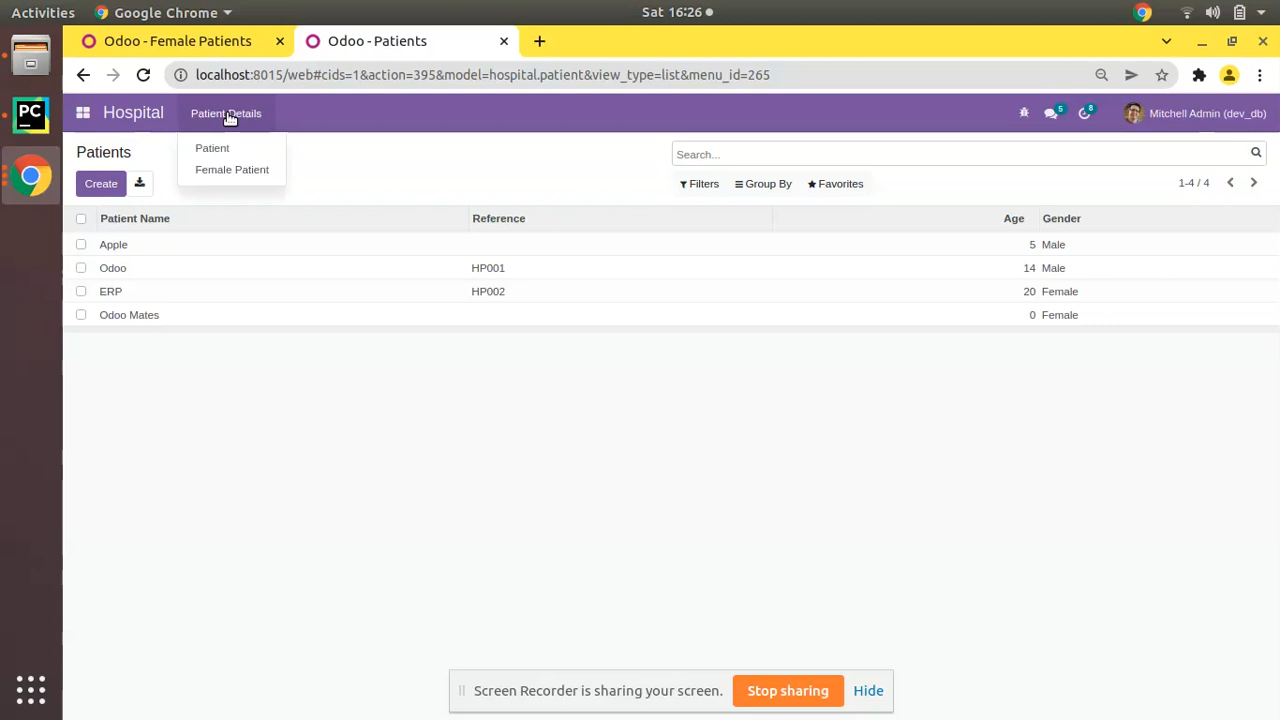 Activities Google Chrome Sat 16:26
Odoo - Female Patients Odoo - Patients
localhost:8015/web#cids=1&action=395&model=hospital.patient&view_type=list&menu_id=265
PC
Hospital Patient Details 5 8 Mitchell Admin (dev_db)
Patient
Female Patient
Patients Search...
Create Filters Group By Favorites 1-4 / 4
Patient Name Reference Age Gender
Apple 5 Male
Odoo HP001 14 Male
ERP HP002 20 Female
Odoo Mates 0 Female
Screen Recorder is sharing your screen. Stop sharing Hide